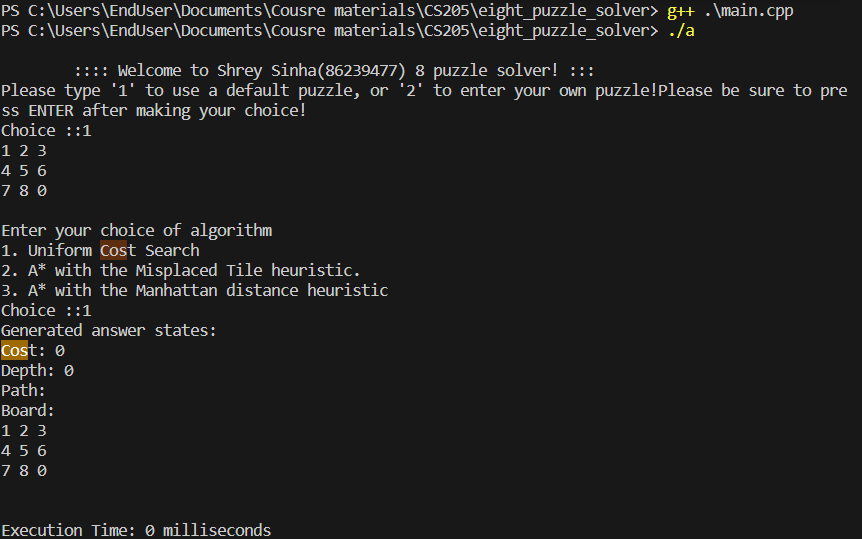 PS C:\Users\EndUser\Documents\Cousre materials\CS205\eight_puzzle_solver> g++ .\main.cpp
PS C:\Users\EndUser\Documents\Cousre materials\CS205\eight_puzzle_solver> ./a
:::: Welcome to Shrey Sinha(86239477) 8 puzzle solver! :::
Please type '1' to use a default puzzle, or '2' to enter your own puzzle!Please be sure to pre
ss ENTER after making your choice!
Choice ::1
1 2 3
4 5 6
7 8 0
Enter your choice of algorithm
1. Uniform Cost Search
2. A* with the Misplaced Tile heuristic.
3. A* with the Manhattan distance heuristic
Choice ::1
Generated answer states:
Cost: 0
Depth: 0
Path:
Board:
1 2 3
4 5 6
7 8 0
Execution Time: 0 milliseconds